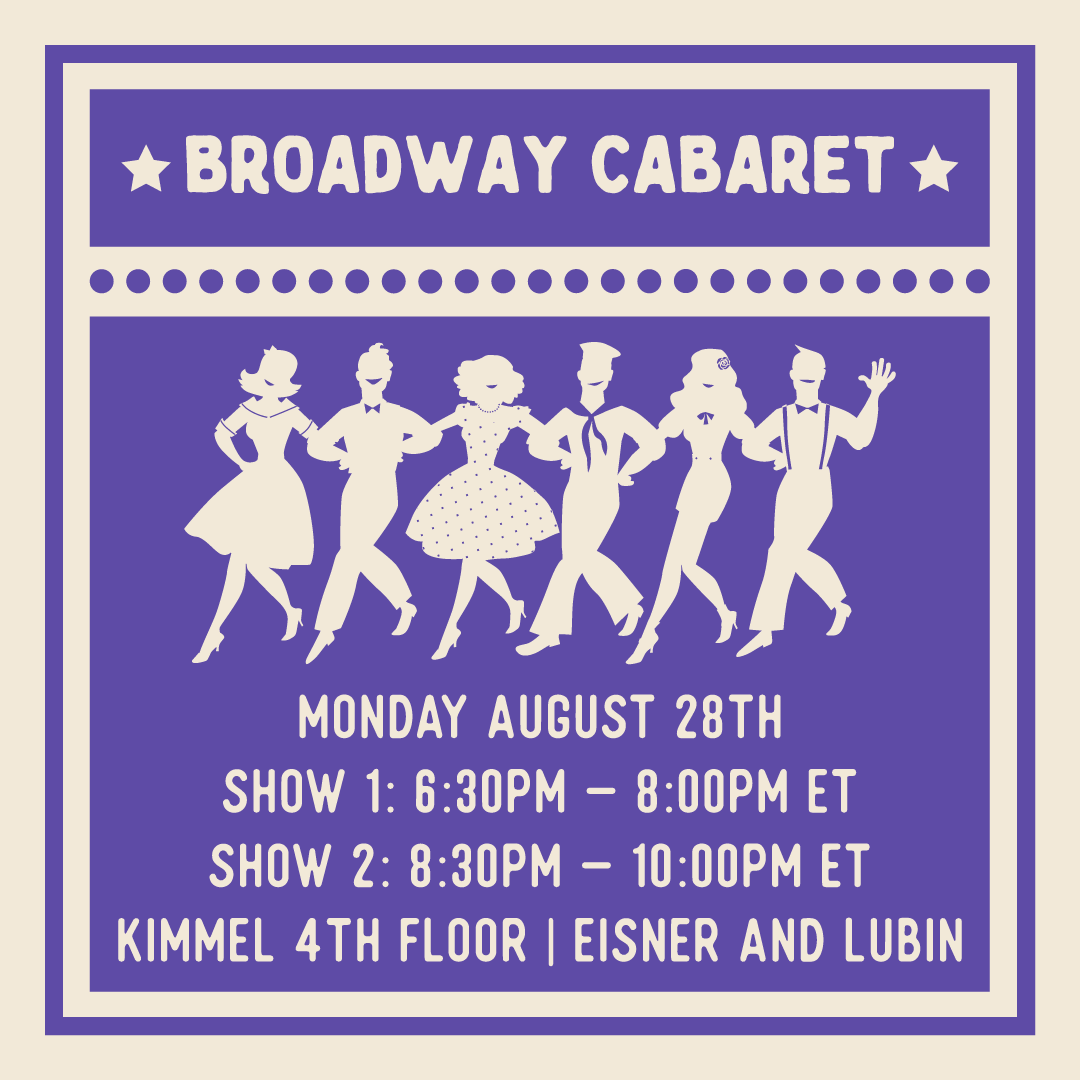 BROADWAY CABARET
MONDAY AUGUST 28TH
SHOW 1: 6:30PM – 8:00PM ET
SHOW 2: 8:30PM – 10:00PM ET
KIMMEL 4TH FLOOR | EISNER AND LUBIN